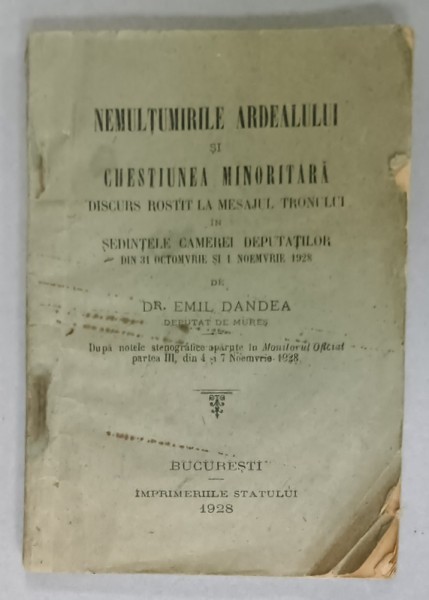 NEMULȚUMIRILE ARDEALULUI
ȘI
CHESTIUNEA MINORITARĂ
DISCURS ROSTIT LA MESAJUL TRONULUI
IN
ȘEDINȚELE CAMEREI DEPUTAȚILOR
DIN 31 OCTOMVRIE ȘI 1 NOEMVRIE 1928
DE
DR. EMIL DANDEA
DEPUTAT DE MUREȘ
După notele stenografice apărute în Monitorul Oficial
partea III, din 4 și 7 Noemvrie 1928
BUCUREȘTI
IMPRIMERIILE STATULUI
1928